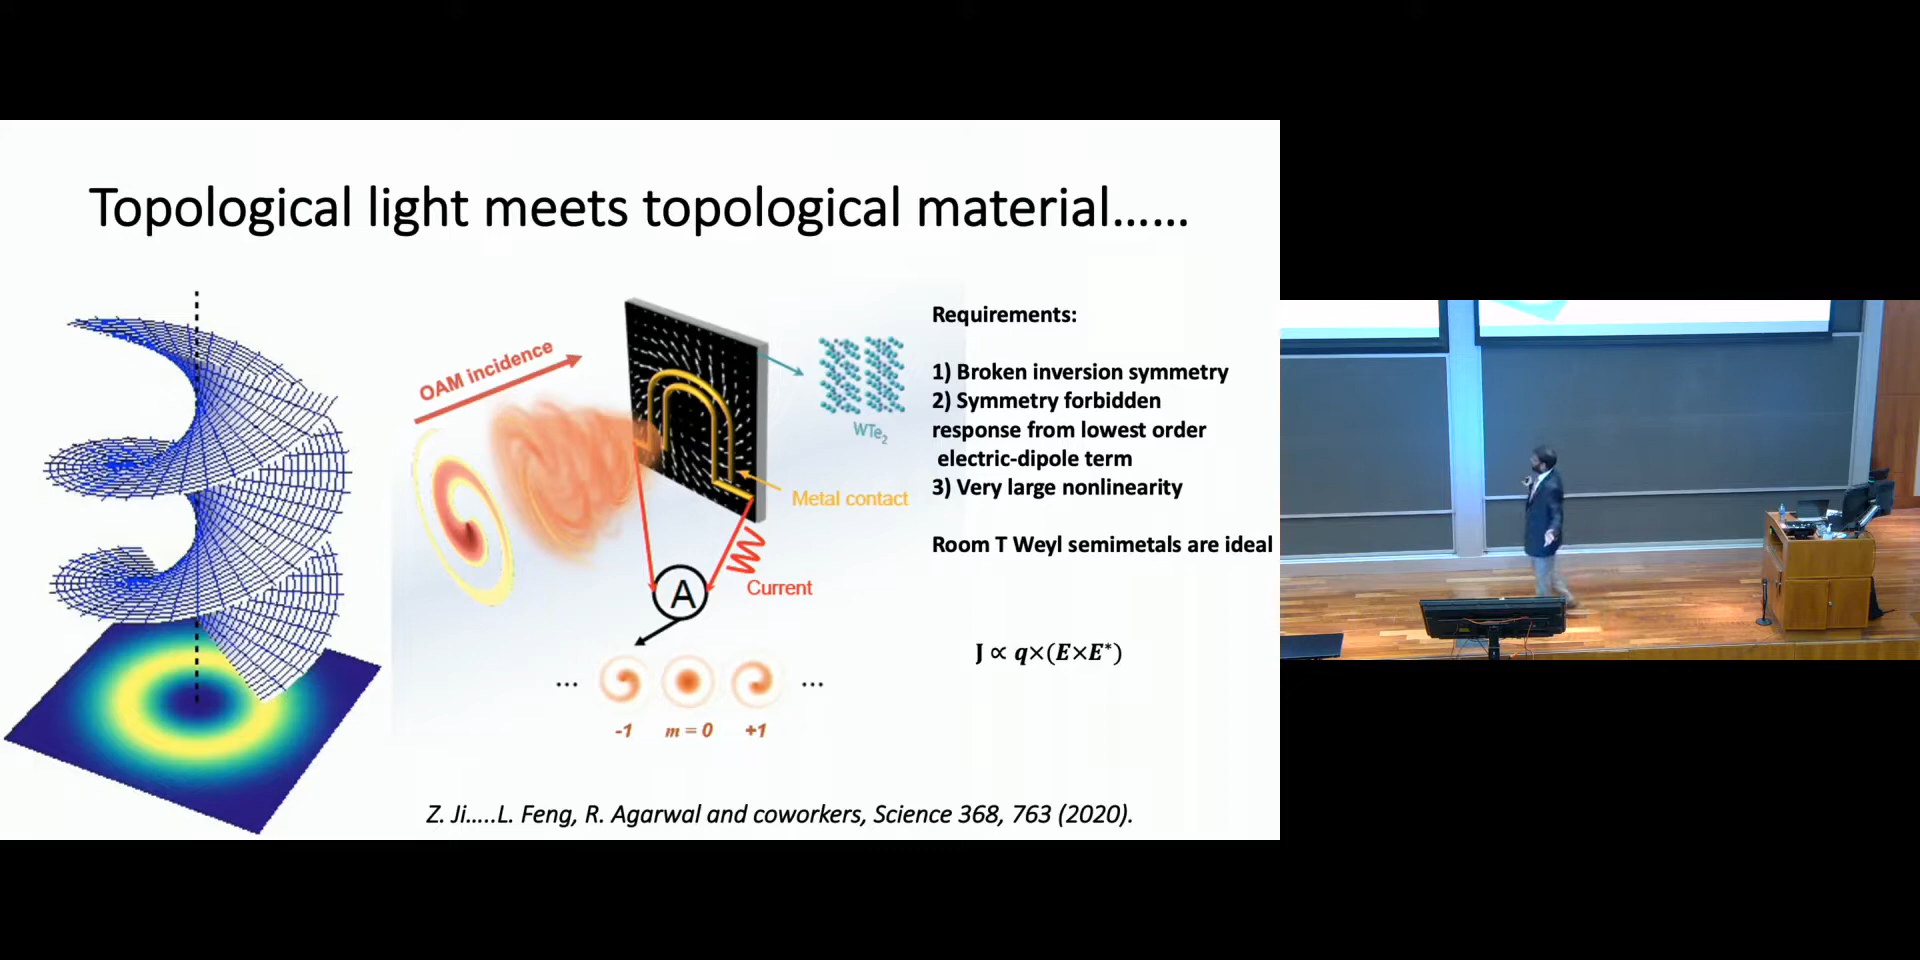 Topological light meets topological material......
OAM incidence
WTe2
Metal contact
A
Current
...
...
-1
m = 0
+1
Requirements:
1) Broken inversion symmetry
2) Symmetry forbidden
response from lowest order
electric-dipole term
3) Very large nonlinearity
Room T Weyl semimetals are ideal
J ∝ q×(E×E*)
Z. Ji.....L. Feng, R. Agarwal and coworkers, Science 368, 763 (2020).